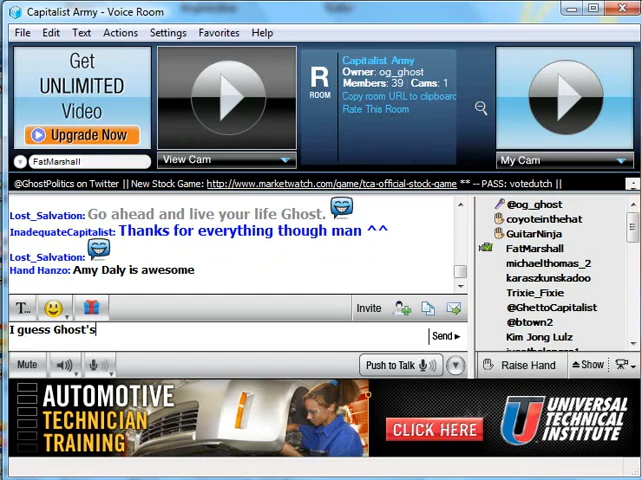 Capitalist Army - Voice Room
File Edit Text Actions Settings Favorites Help
Get
UNLIMITED
Video
Upgrade Now
FatMarshall
View Cam
R
ROOM
Capitalist Army
Owner: og_ghost
Members: 39 Cams: 1
Copy room URL to clipboard
Rate This Room
My Cam
@GhostPolitics on Twitter || New Stock Game: http://www.marketwatch.com/game/tca-official-stock-game ** -- PASS: votedutch ||
Lost_Salvation: Go ahead and live your life Ghost.
InadequateCapitalist: Thanks for everything though man ^^
Lost_Salvation:
Hand Hanzo: Amy Daly is awesome
@og_ghost
coyoteinthehat
GuitarNinja
FatMarshall
michaelthomas_2
karaszkunskadoo
Trixie_Fixie
@GhettoCapitalist
@btown2
Kim Jong Lulz
T...
Invite
I guess Ghost's
Send
Mute
Push to Talk
Raise Hand
Show
AUTOMOTIVE
TECHNICIAN
TRAINING
CLICK HERE
UNIVERSAL
TECHNICAL
INSTITUTE